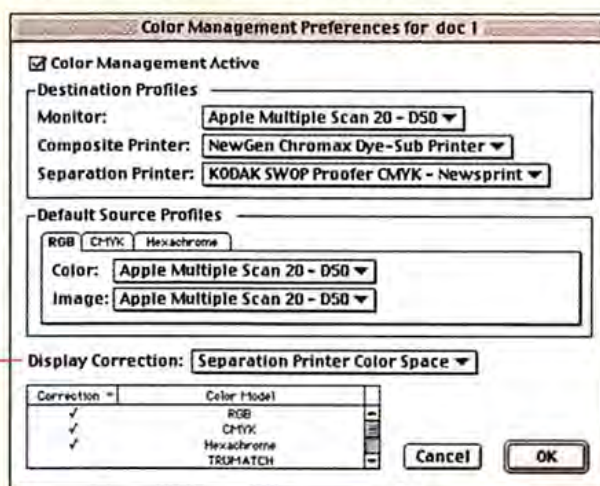 Color Management Preferences for doc 1
Color Management Active
Destination Profiles
Monitor: Apple Multiple Scan 20 - D50
Composite Printer: NewGen Chromax Dye-Sub Printer
Separation Printer: KODAK SWOP Proofer CMYK - Newsprint
Default Source Profiles
RGB CMYK Hexachrome
Color: Apple Multiple Scan 20 - D50
Image: Apple Multiple Scan 20 - D50
Display Correction: Separation Printer Color Space
Correction Color Model
RGB
CMYK
Hexachrome
TRUMATCH
Cancel OK